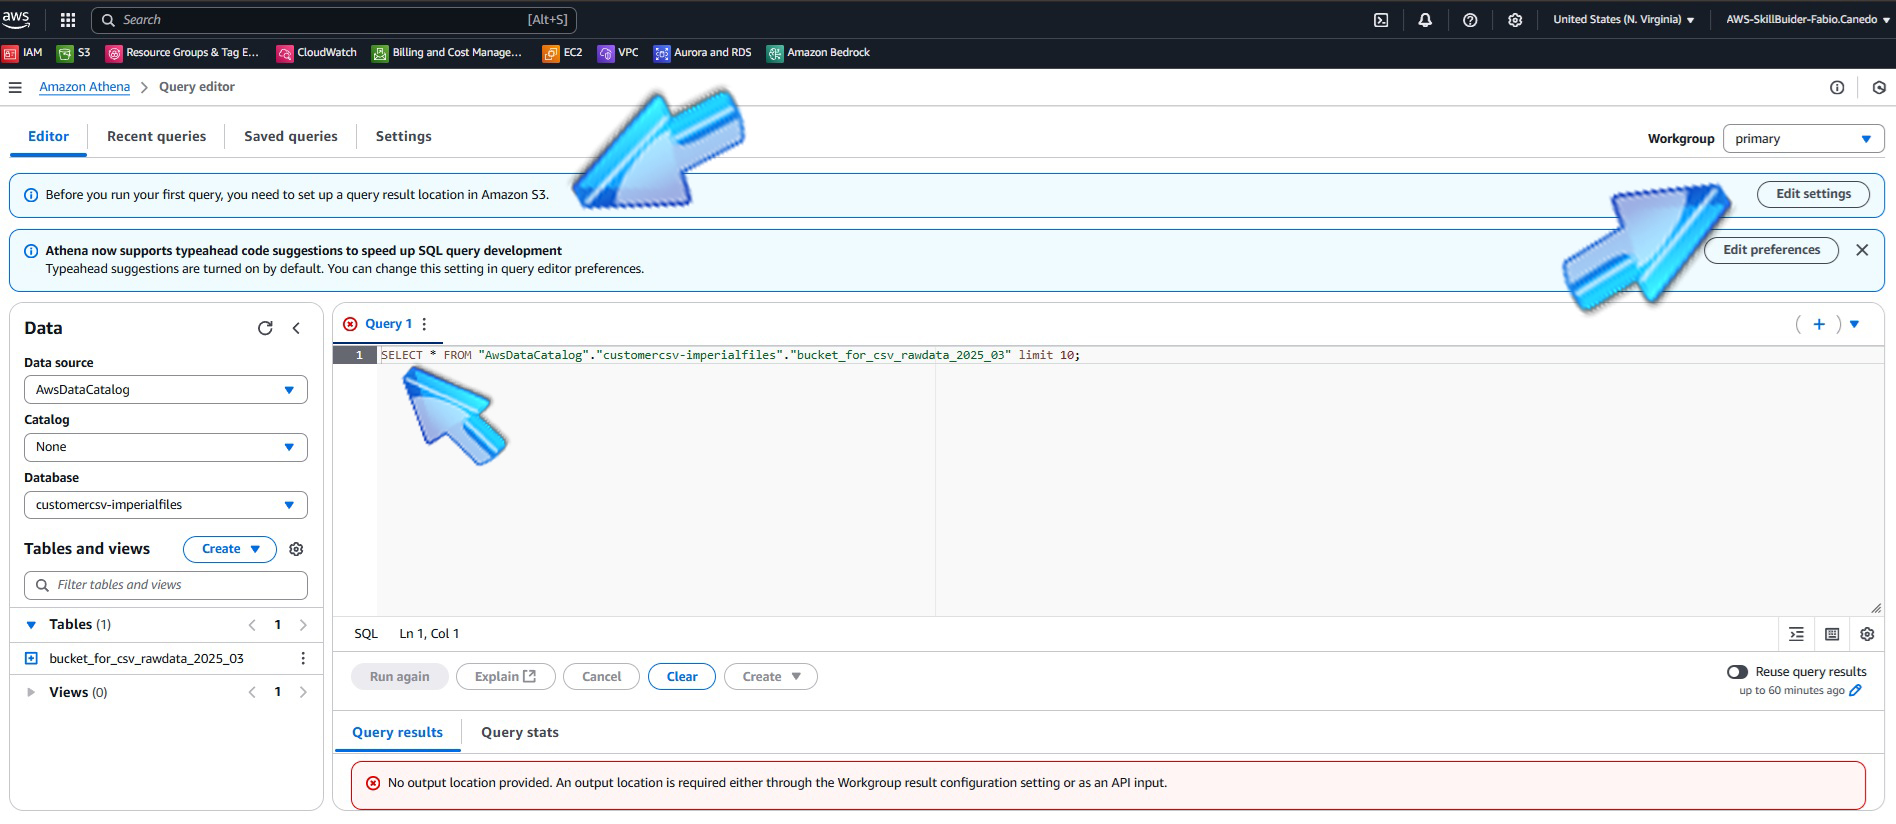 aws
Search [Alt+S] United States (N. Virginia) AWS-SkillBuider-Fabio.Canedo
IAM S3 Resource Groups & Tag E... CloudWatch Billing and Cost Manage... EC2 VPC Aurora and RDS Amazon Bedrock
Amazon Athena > Query editor
Editor Recent queries Saved queries Settings
Workgroup primary
Before you run your first query, you need to set up a query result location in Amazon S3. Edit settings
Athena now supports typeahead code suggestions to speed up SQL query development Edit preferences
Typeahead suggestions are turned on by default. You can change this setting in query editor preferences.
Data
Data source
AwsDataCatalog
Catalog
None
Database
customercsv-imperialfiles
Tables and views Create
Filter tables and views
Tables (1) < 1 >
bucket_for_csv_rawdata_2025_03
Views (0) < 1 >
Query 1
1 SELECT * FROM "AwsDataCatalog"."customercsv-imperialfiles"."bucket_for_csv_rawdata_2025_03" limit 10;
SQL Ln 1, Col 1
Run again Explain Cancel Clear Create
Reuse query results
up to 60 minutes ago
Query results Query stats
No output location provided. An output location is required either through the Workgroup result configuration setting or as an API input.